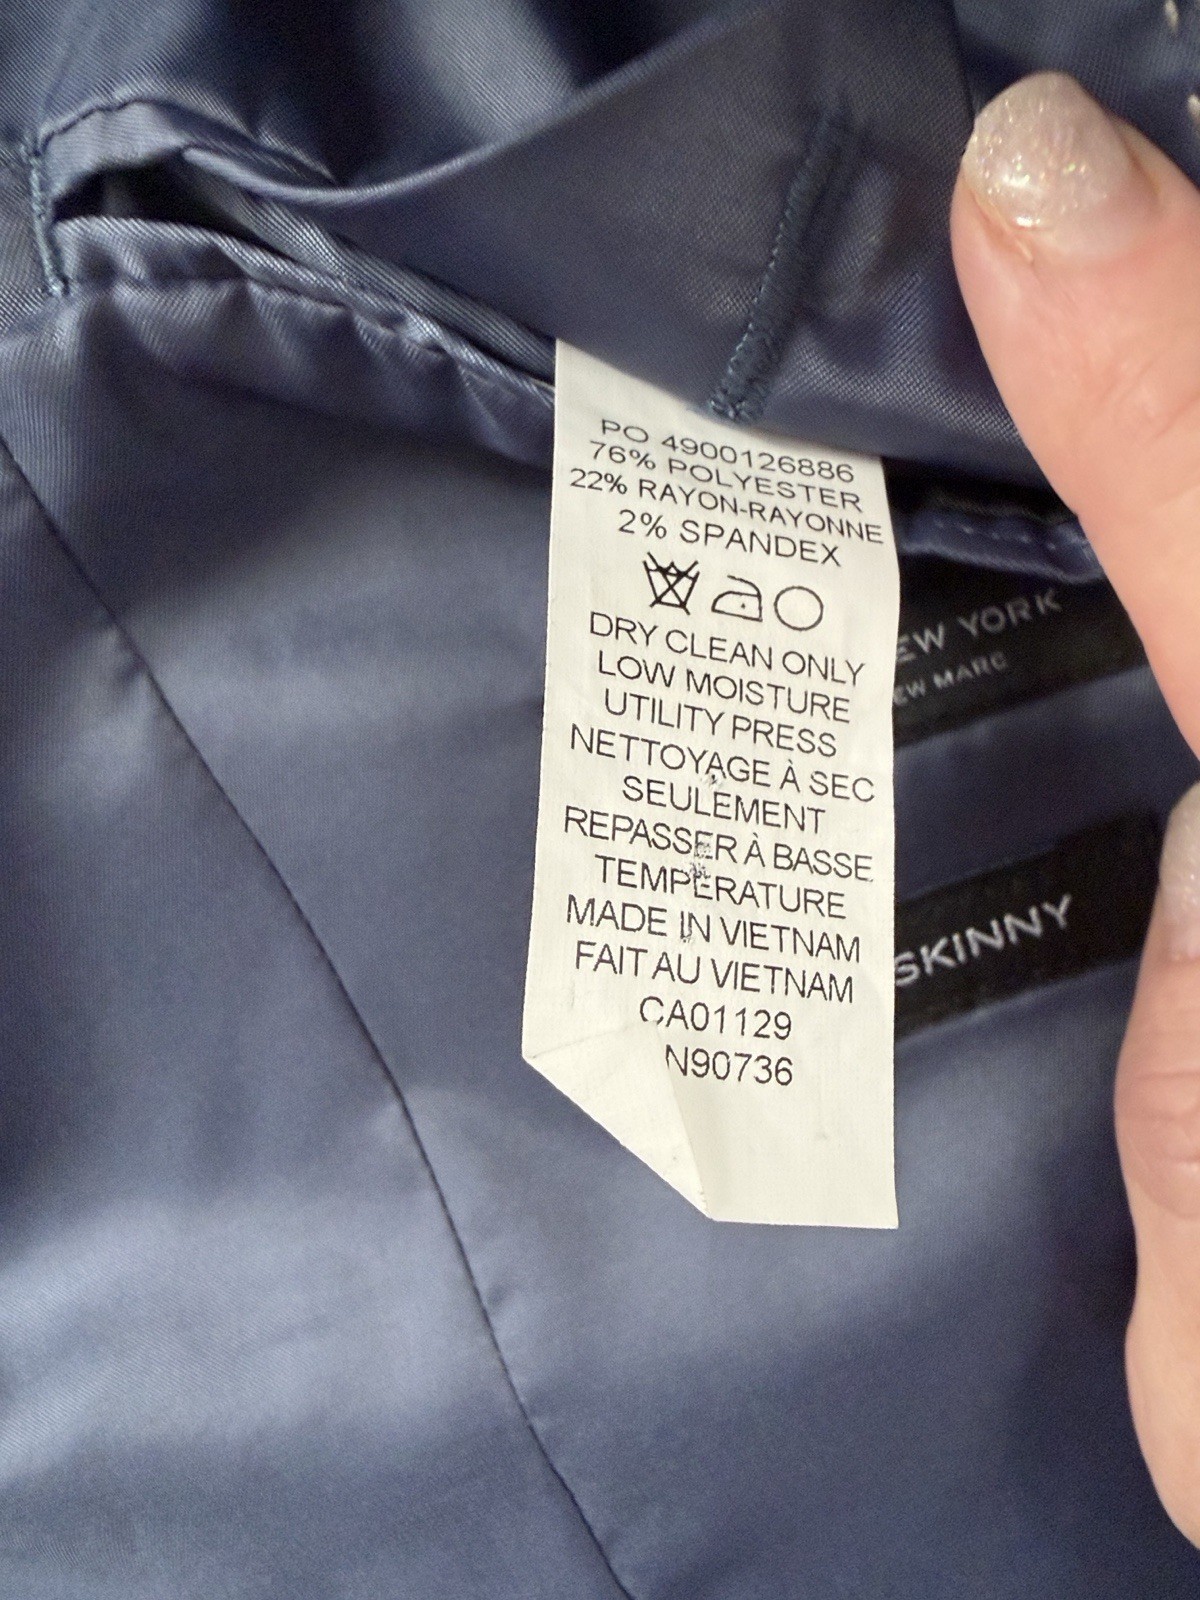 PO 4900126886
76% POLYESTER
22% RAYON-RAYONNE
2% SPANDEX
DRY CLEAN ONLY
LOW MOISTURE
UTILITY PRESS
NETTOYAGE À SEC
SEULEMENT
REPASSER À BASSE
TEMPÉRATURE
MADE IN VIETNAM
FAIT AU VIETNAM
CA01129
N90736
EW YORK
EW MARC
SKINNY